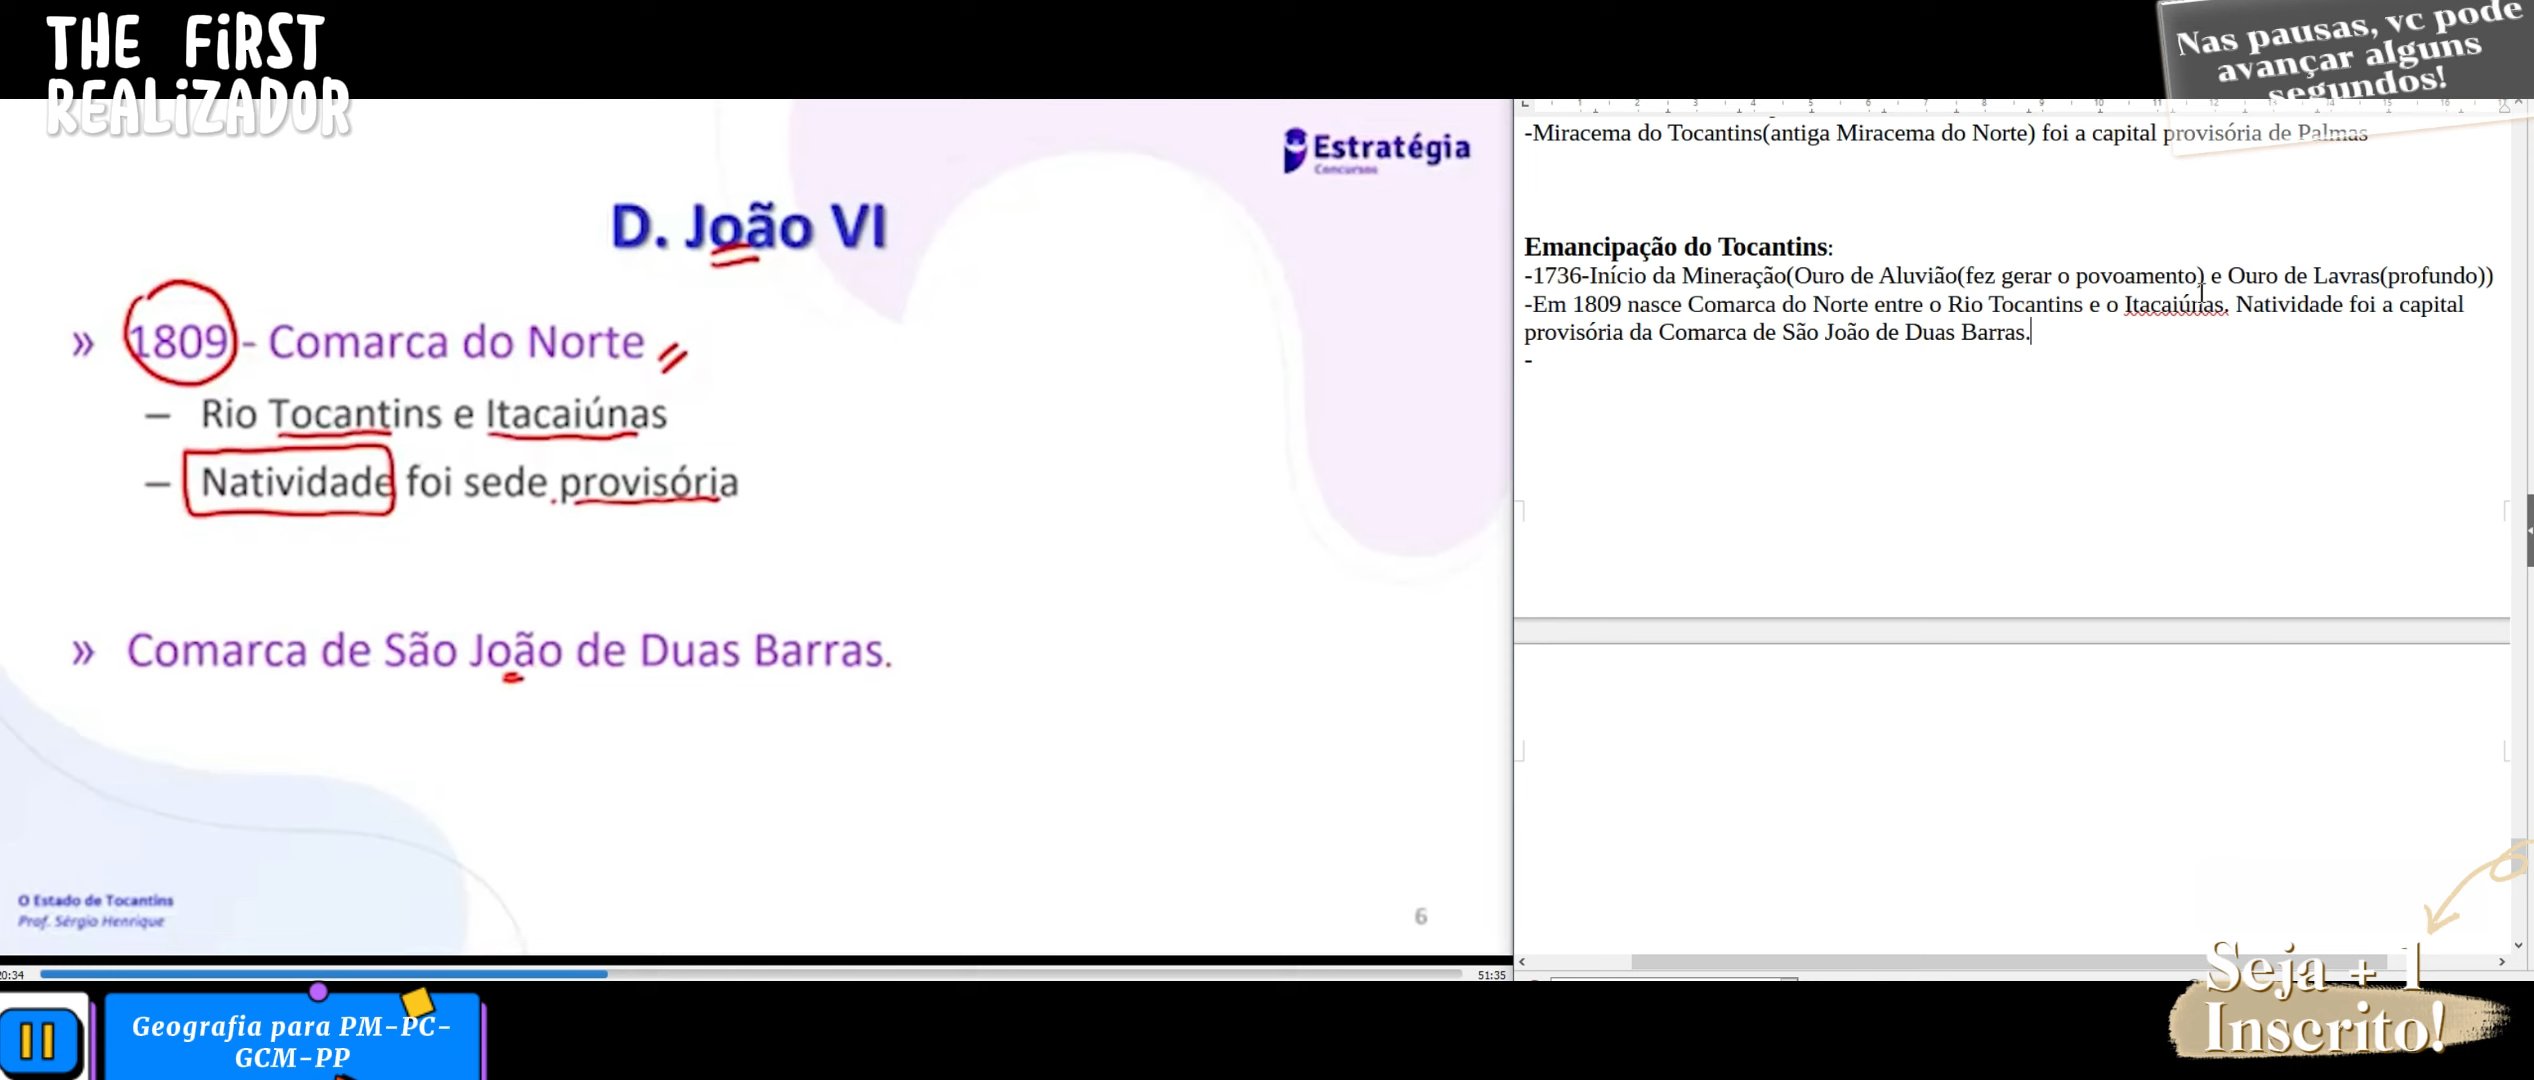 THE FIRST
REALIZADOR
Nas pausas, vc pode
avançar alguns
segundos!
Estratégia
Concursos
D. João VI
» 1809 - Comarca do Norte
– Rio Tocantins e Itacaiúnas
– Natividade foi sede provisória
» Comarca de São João de Duas Barras.
O Estado de Tocantins
Prof. Sérgio Henrique
6
20:34
51:35
-Miracema do Tocantins(antiga Miracema do Norte) foi a capital provisória de Palmas
Emancipação do Tocantins:
-1736-Início da Mineração(Ouro de Aluvião(fez gerar o povoamento) e Ouro de Lavras(profundo))
-Em 1809 nasce Comarca do Norte entre o Rio Tocantins e o Itacaiúnas. Natividade foi a capital
provisória da Comarca de São João de Duas Barras.
-
Geografia para PM-PC-
GCM-PP
Seja + 1
Inscrito!